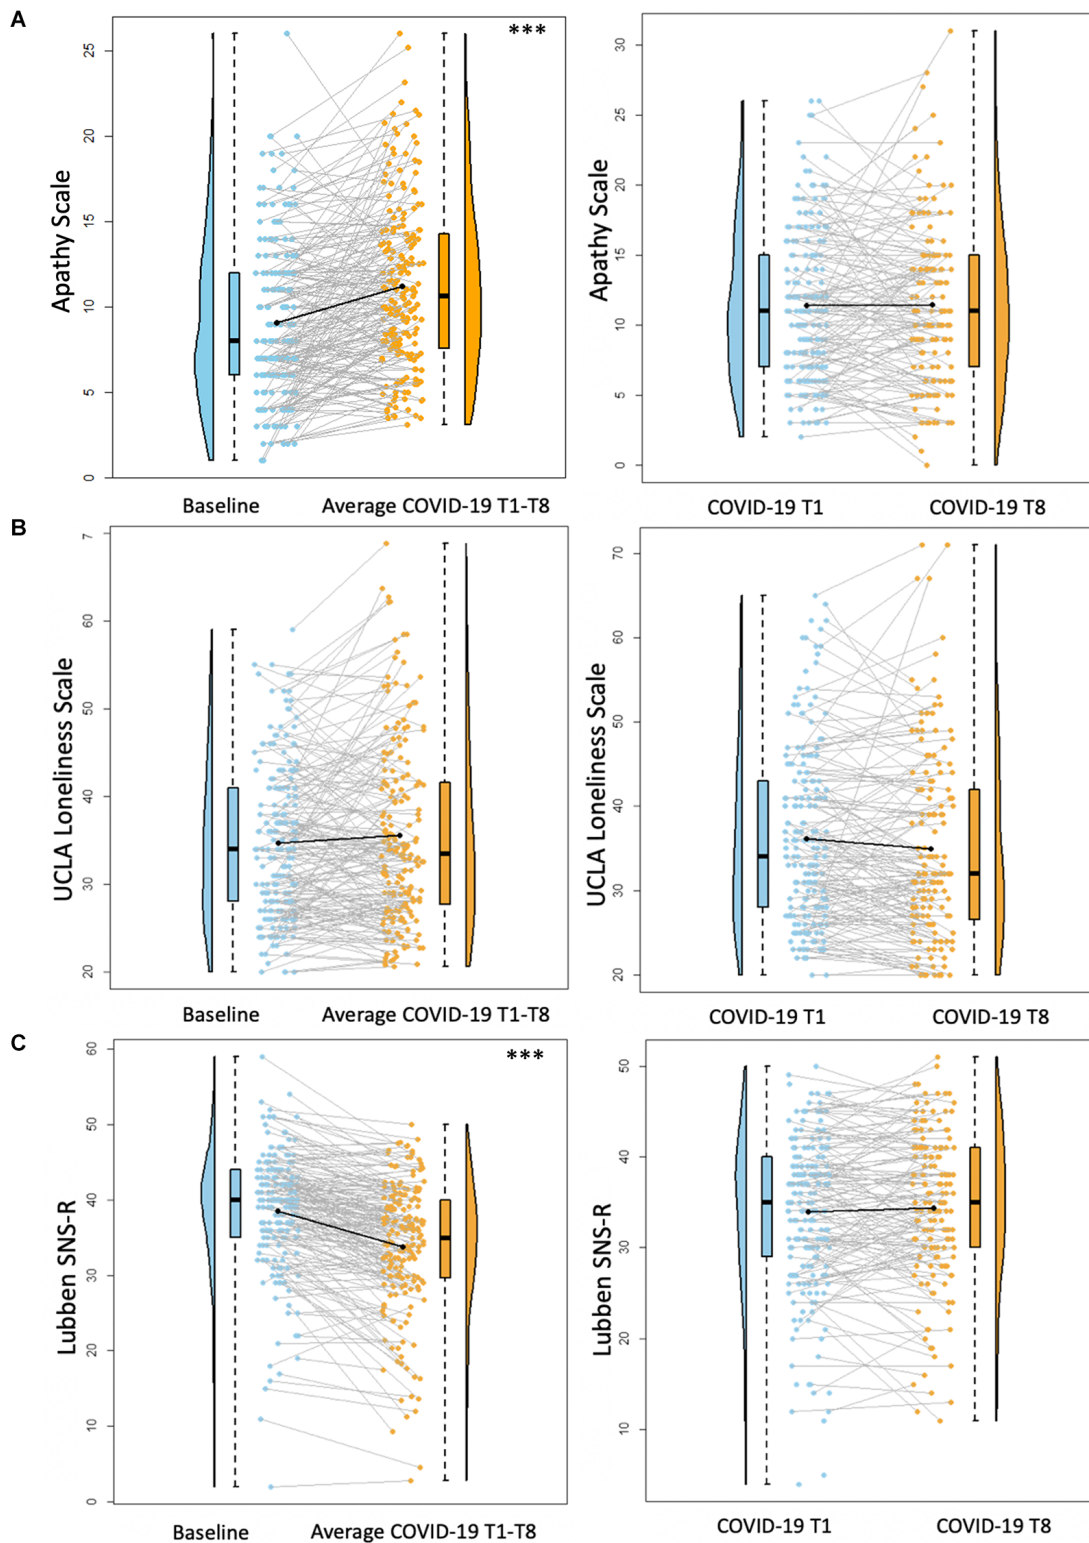 A
***
Apathy Scale
25
20
15
10
5
0
Baseline
Average COVID-19 T1-T8
Apathy Scale
30
25
20
15
10
5
0
COVID-19 T1
COVID-19 T8
B
UCLA Loneliness Scale
7
60
50
40
30
20
Baseline
Average COVID-19 T1-T8
UCLA Loneliness Scale
70
60
50
40
30
20
COVID-19 T1
COVID-19 T8
C
***
Lubben SNS-R
60
50
40
30
20
10
0
Baseline
Average COVID-19 T1-T8
Lubben SNS-R
50
40
30
20
10
COVID-19 T1
COVID-19 T8